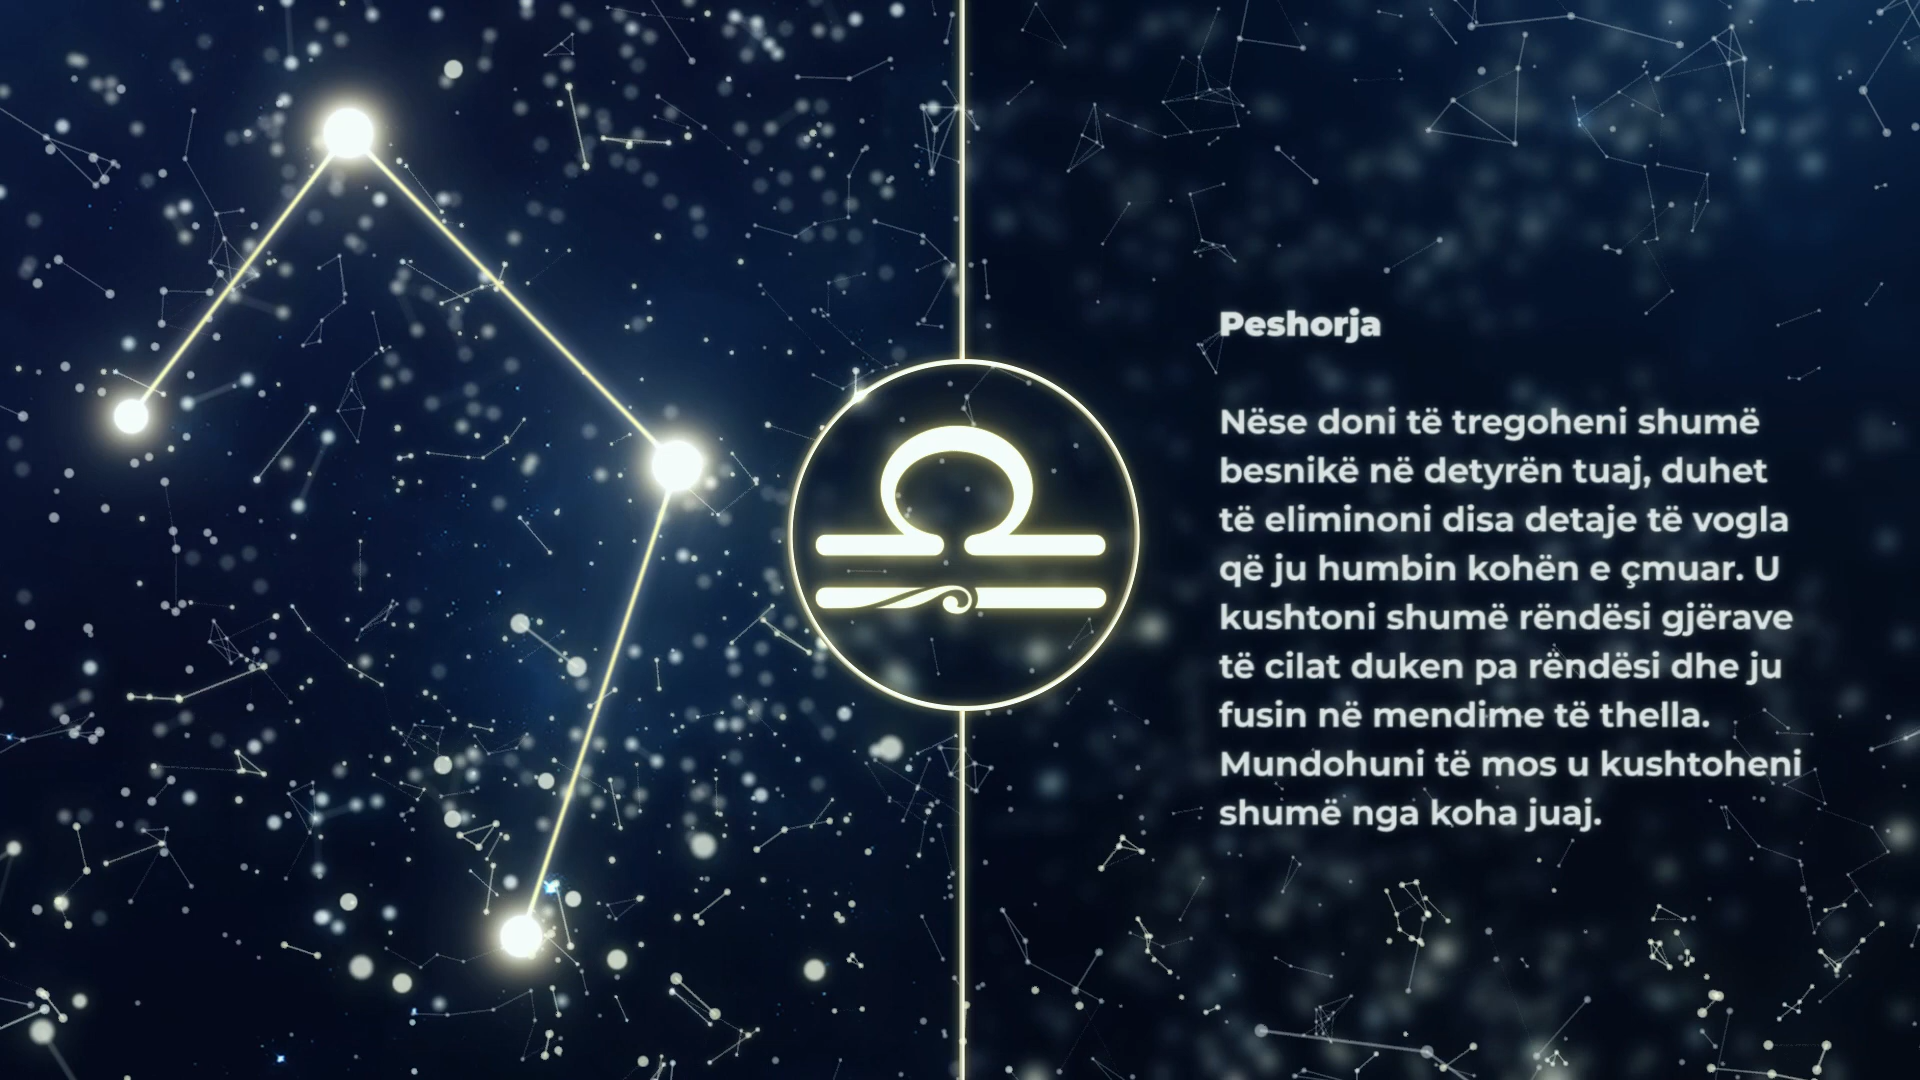 Peshorja
Nëse doni të tregoheni shumë
besnikë në detyrën tuaj, duhet
të eliminoni disa detaje të vogla
që ju humbin kohën e çmuar. U
kushtoni shumë rëndësi gjërave
të cilat duken pa rëndësi dhe ju
fusin në mendime të thella.
Mundohuni të mos u kushtoheni
shumë nga koha juaj.